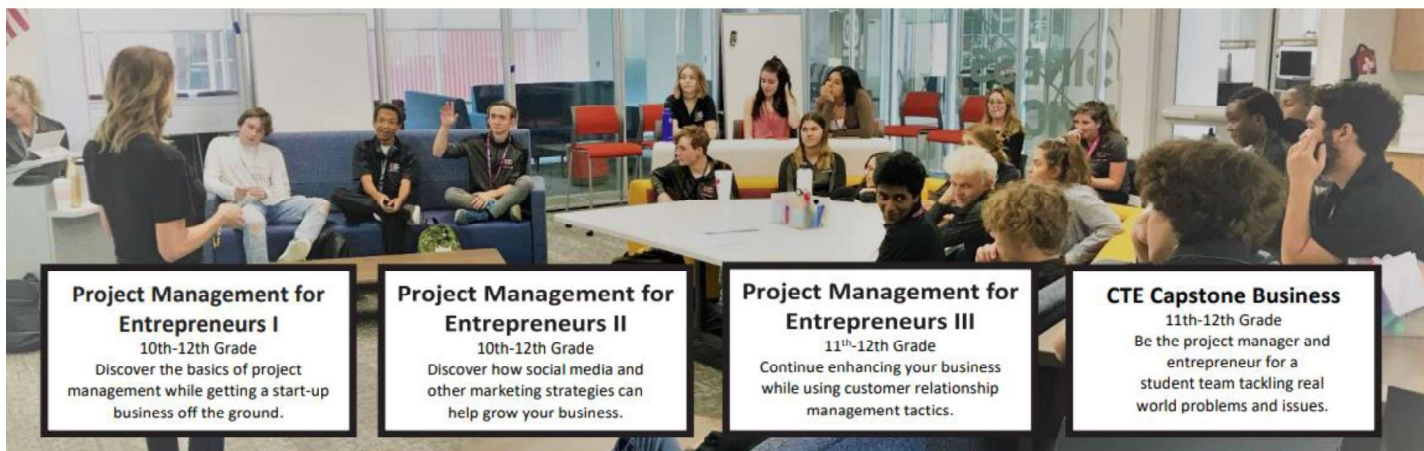 Project Management for
Entrepreneurs I
10th-12th Grade
Discover the basics of project
management while getting a start-up
business off the ground.
Project Management for
Entrepreneurs II
10th-12th Grade
Discover how social media and
other marketing strategies can
help grow your business.
Project Management for
Entrepreneurs III
11th-12th Grade
Continue enhancing your business
while using customer relationship
management tactics.
CTE Capstone Business
11th-12th Grade
Be the project manager and
entrepreneur for a
student team tackling real
world problems and issues.